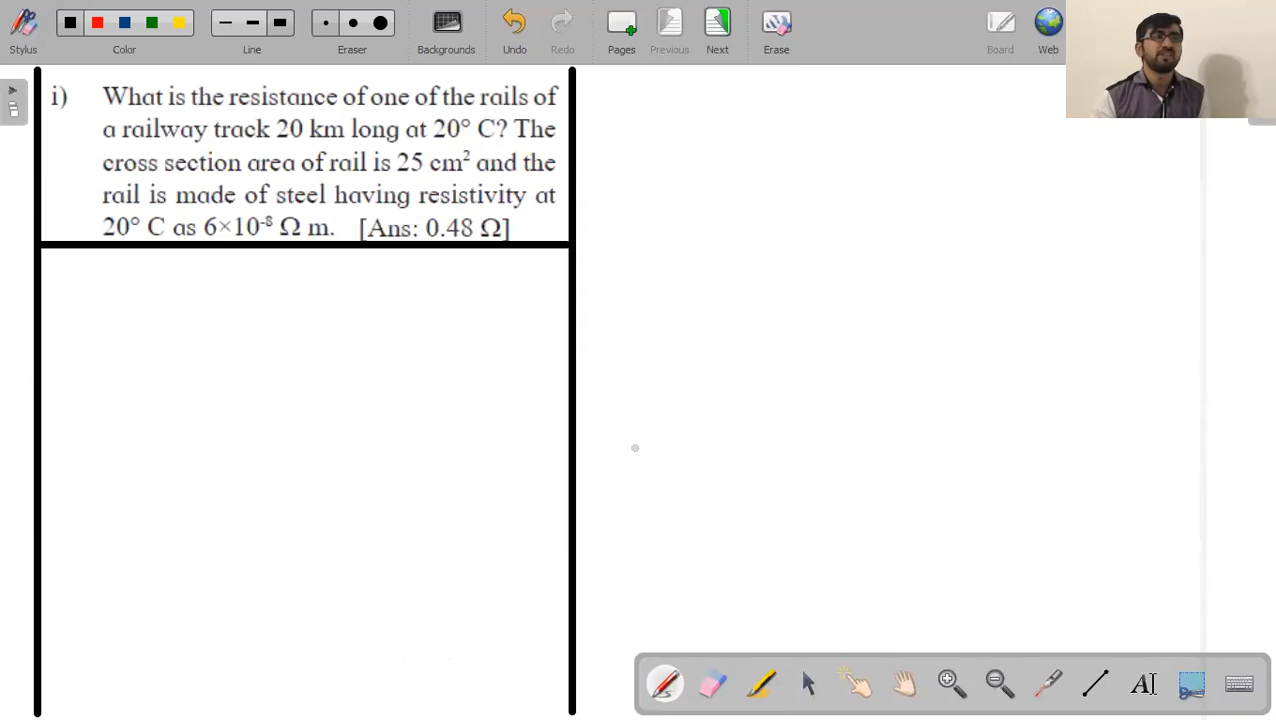 Stylus
Color
Line
Eraser
Backgrounds
Undo
Redo
Pages
Previous
Next
Erase
Board
Web
i) What is the resistance of one of the rails of
a railway track 20 km long at 20° C? The
cross section area of rail is 25 cm² and the
rail is made of steel having resistivity at
20° C as 6×10⁻⁸ Ω m. [Ans: 0.48 Ω]